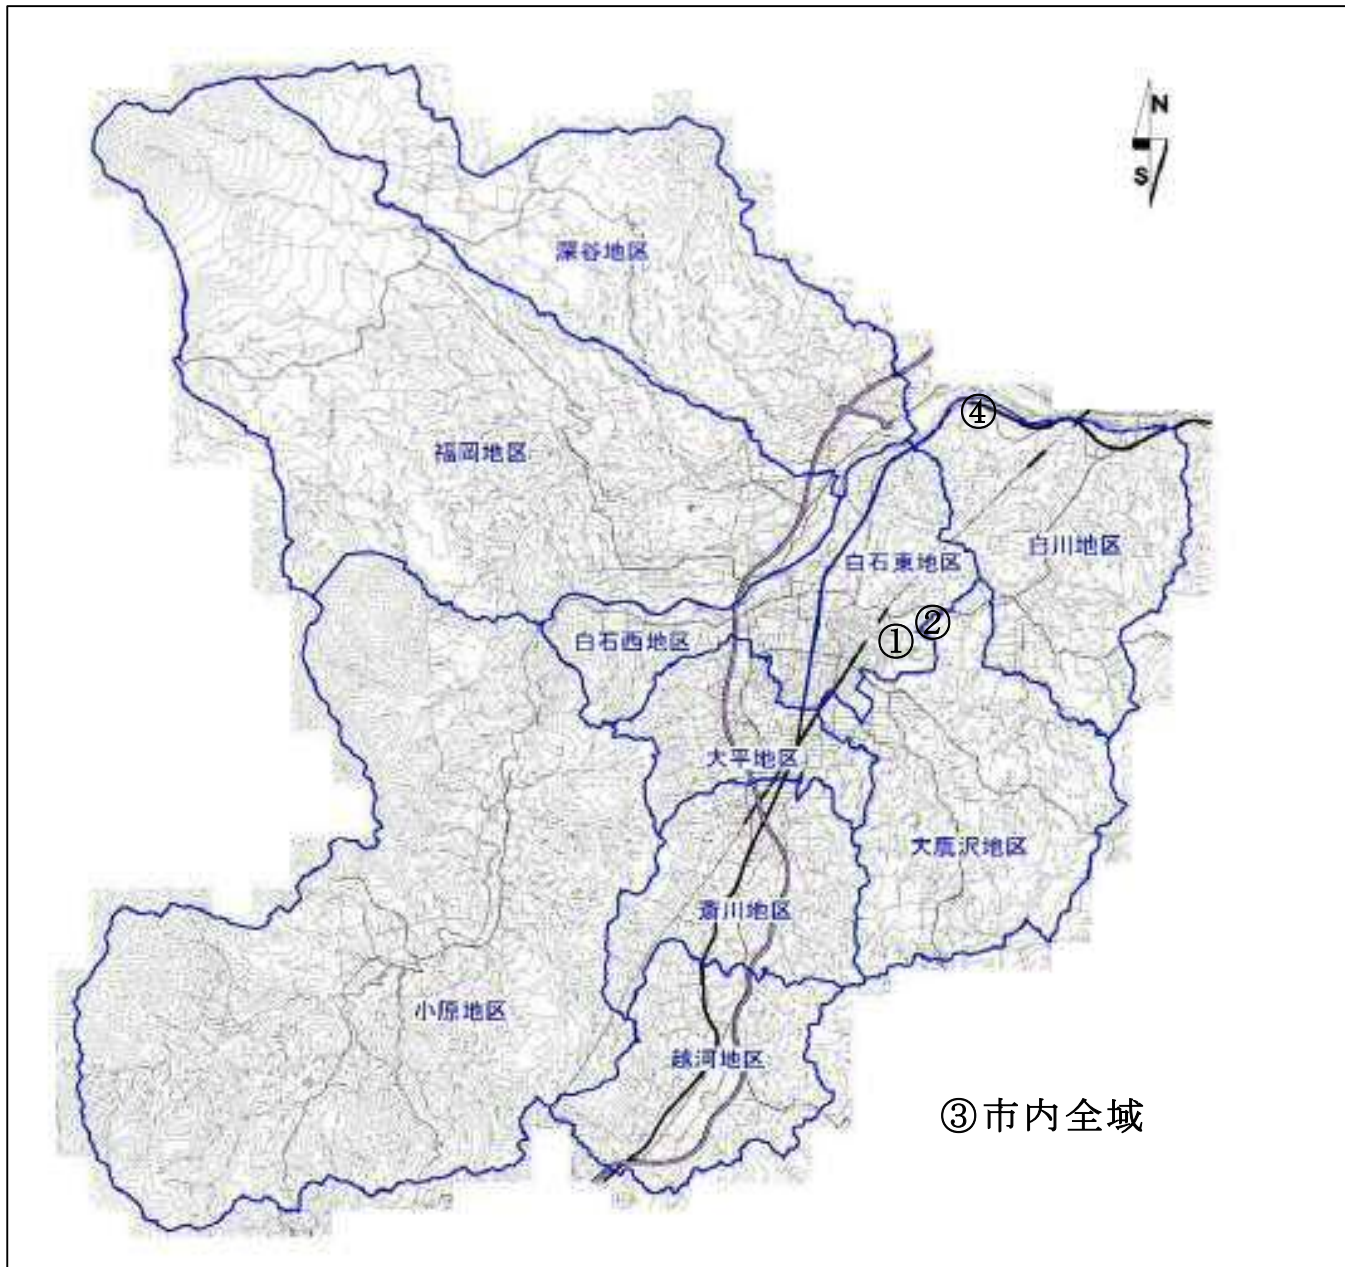 N
S
深谷地区
④
福岡地区
白川地区
白石東地区
②
①
白石西地区
大平地区
大鷹沢地区
斎川地区
小原地区
越河地区
③市内全域